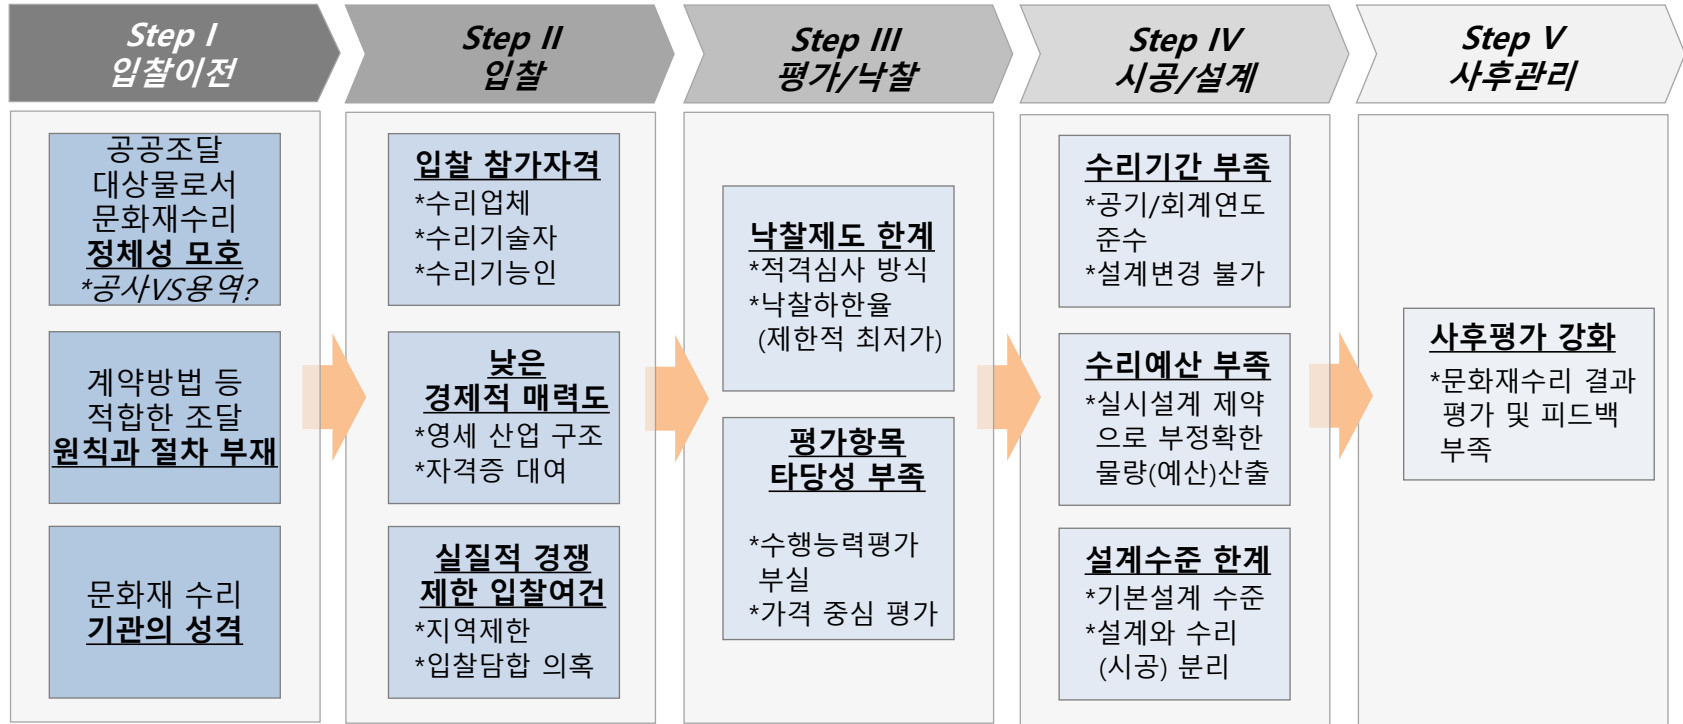 Step I
입찰이전
Step II
입찰
Step III
평가/낙찰
Step IV
시공/설계
Step V
사후관리
공공조달
대상물로서
문화재수리
정체성 모호
*공사VS용역?
계약방법 등
적합한 조달
원칙과 절차 부재
문화재 수리
기관의 성격
입찰 참가자격
*수리업체
*수리기술자
*수리기능인
낮은
경제적 매력도
*영세 산업 구조
*자격증 대여
실질적 경쟁
제한 입찰여건
*지역제한
*입찰담합 의혹
낙찰제도 한계
*적격심사 방식
*낙찰하한율
(제한적 최저가)
평가항목
타당성 부족
*수행능력평가
부실
*가격 중심 평가
수리기간 부족
*공기/회계연도
준수
*설계변경 불가
수리예산 부족
*실시설계 제약
으로 부정확한
물량(예산)산출
설계수준 한계
*기본설계 수준
*설계와 수리
(시공) 분리
사후평가 강화
*문화재수리 결과
평가 및 피드백
부족